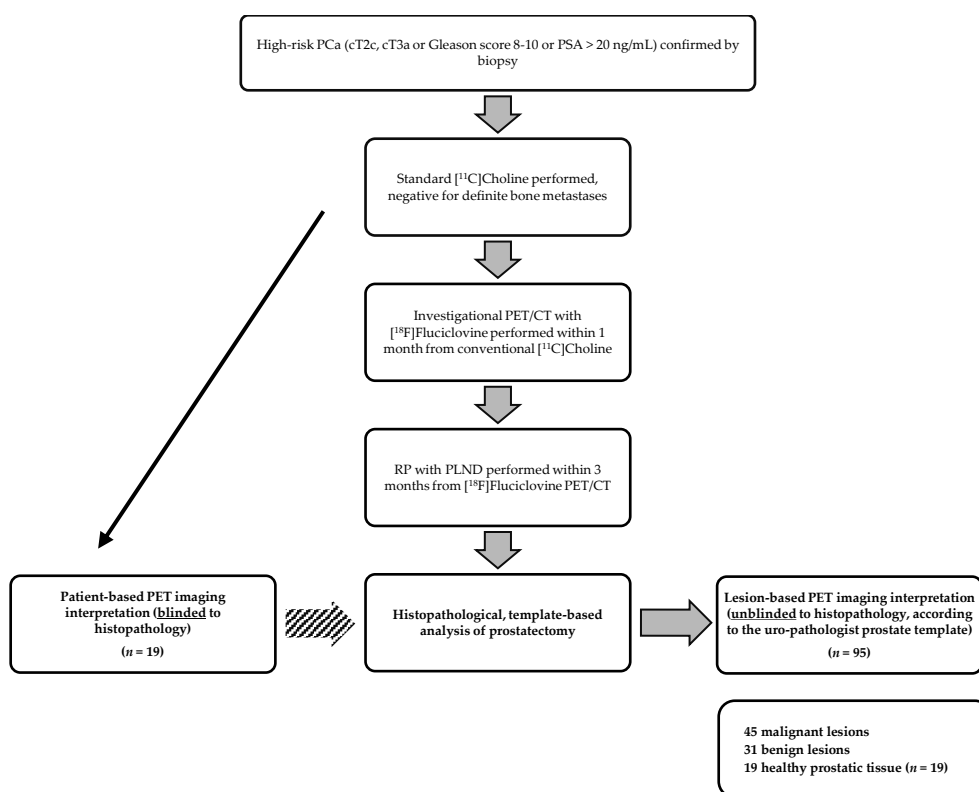 High-risk PCa (cT2c, cT3a or Gleason score 8-10 or PSA > 20 ng/mL) confirmed by
biopsy
Standard [¹¹C]Choline performed,
negative for definite bone metastases
Investigational PET/CT with
[¹⁸F]Fluciclovine performed within 1
month from conventional [¹¹C]Choline
RP with PLND performed within 3
months from [¹⁸F]Fluciclovine PET/CT
Patient-based PET imaging
interpretation (blinded to
histopathology)
(n = 19)
Histopathological, template-based
analysis of prostatectomy
Lesion-based PET imaging interpretation
(unblinded to histopathology, according
to the uro-pathologist prostate template)
(n = 95)
45 malignant lesions
31 benign lesions
19 healthy prostatic tissue (n = 19)